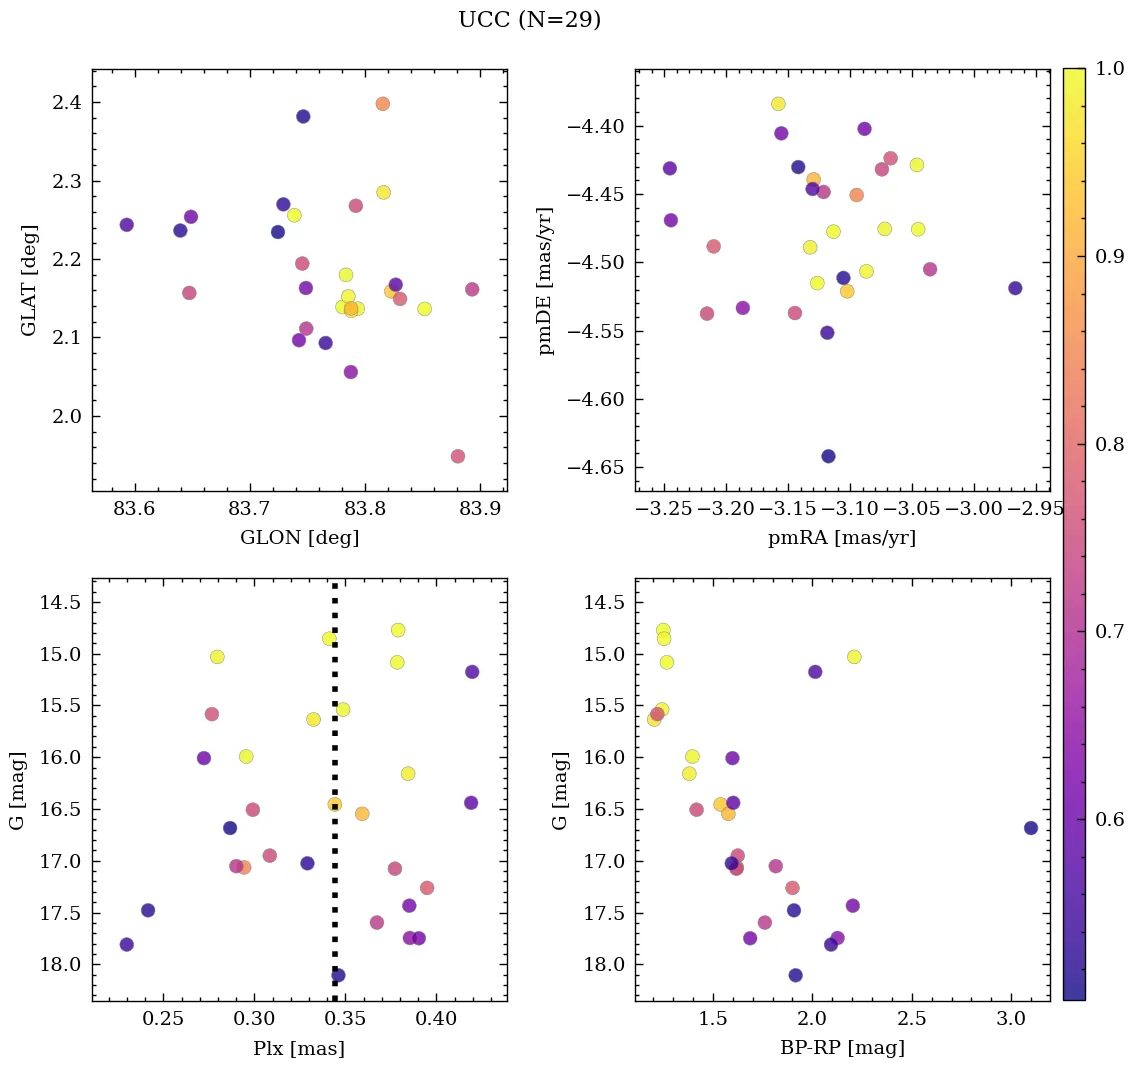 UCC (N=29)
2.4
2.3
2.2
2.1
2.0
GLAT [deg]
83.6 83.7 83.8 83.9
GLON [deg]
−4.40
−4.45
−4.50
−4.55
−4.60
−4.65
pmDE [mas/yr]
−3.25 −3.20 −3.15 −3.10 −3.05 −3.00 −2.95
pmRA [mas/yr]
1.0
0.9
0.8
0.7
0.6
14.5
15.0
15.5
16.0
16.5
17.0
17.5
18.0
G [mag]
0.25 0.30 0.35 0.40
Plx [mas]
14.5
15.0
15.5
16.0
16.5
17.0
17.5
18.0
G [mag]
1.5 2.0 2.5 3.0
BP-RP [mag]